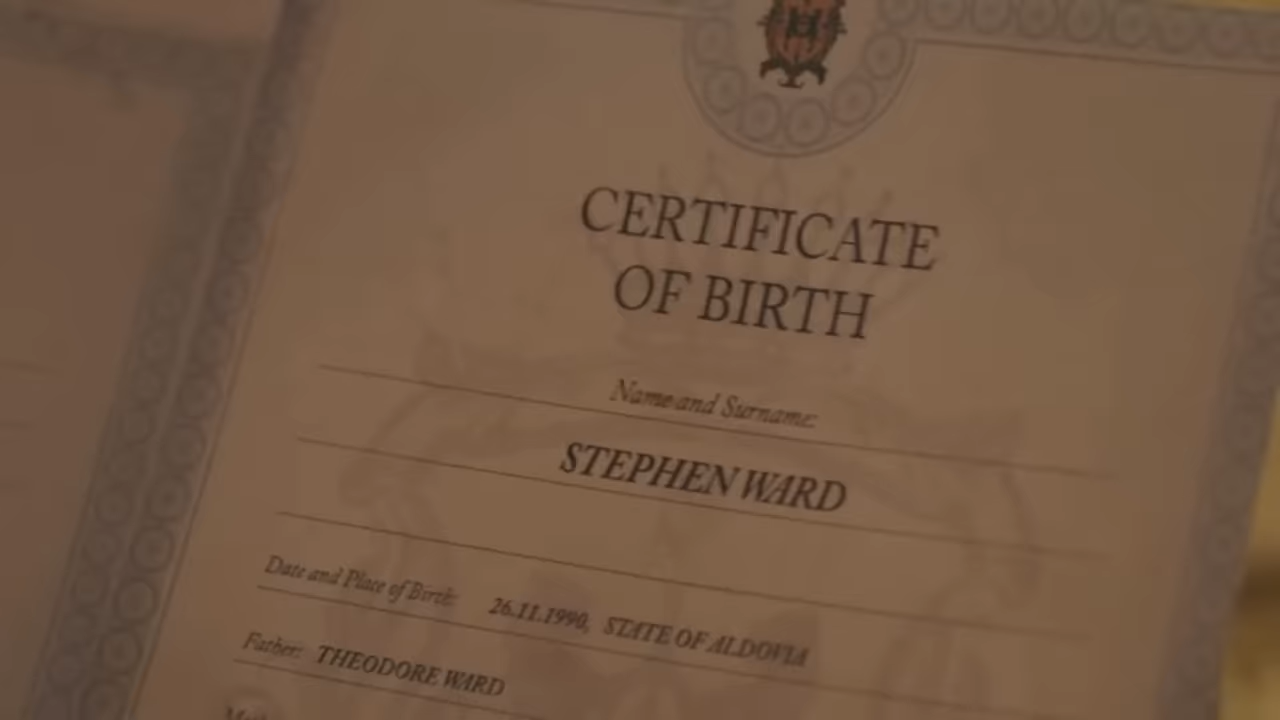 CERTIFICATE
OF BIRTH
Name and Surname:
STEPHEN WARD
Date and Place of Birth: 26.11.1990, STATE OF ALDOVIA
Father: THEODORE WARD